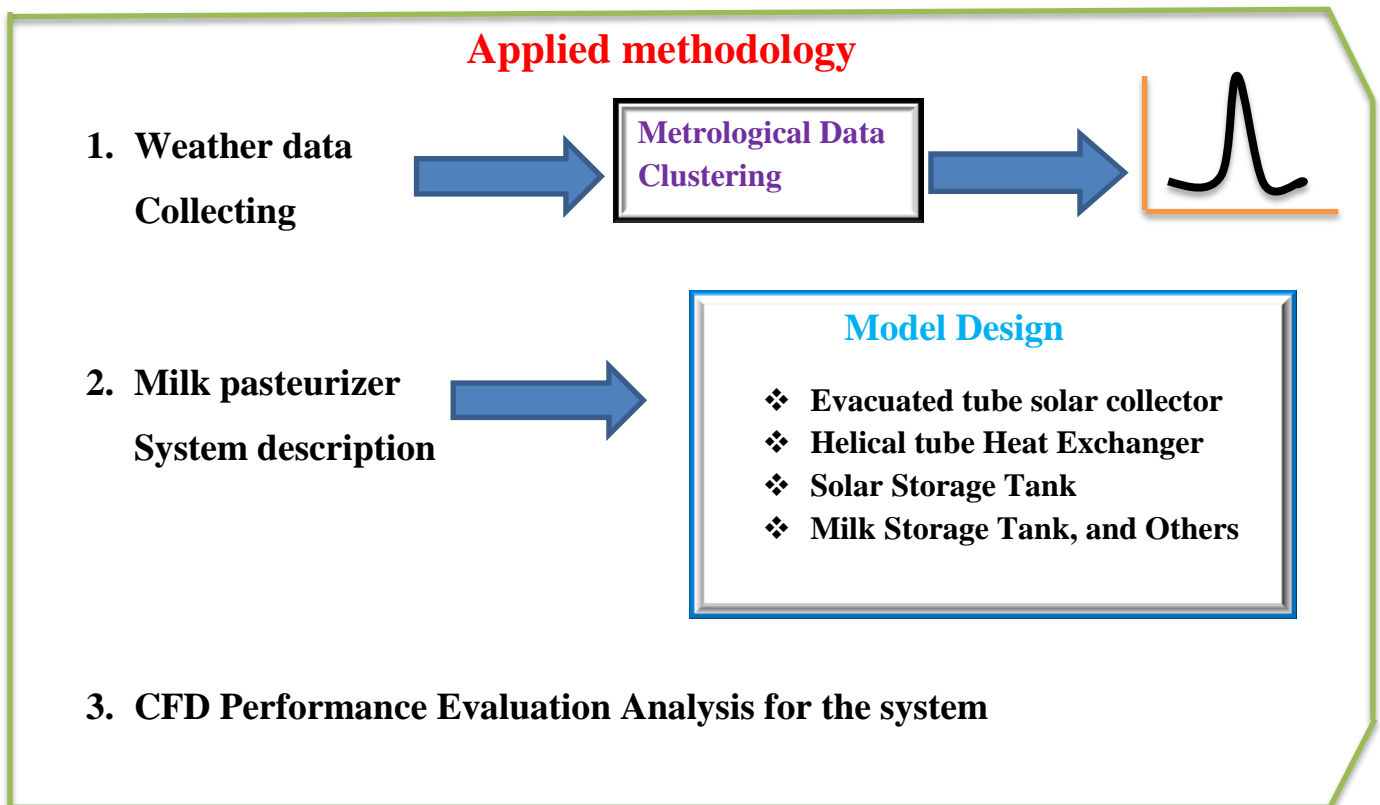 Applied methodology
1. Weather data
Collecting
Metrological Data
Clustering
2. Milk pasteurizer
System description
Model Design
❖ Evacuated tube solar collector
❖ Helical tube Heat Exchanger
❖ Solar Storage Tank
❖ Milk Storage Tank, and Others
3. CFD Performance Evaluation Analysis for the system